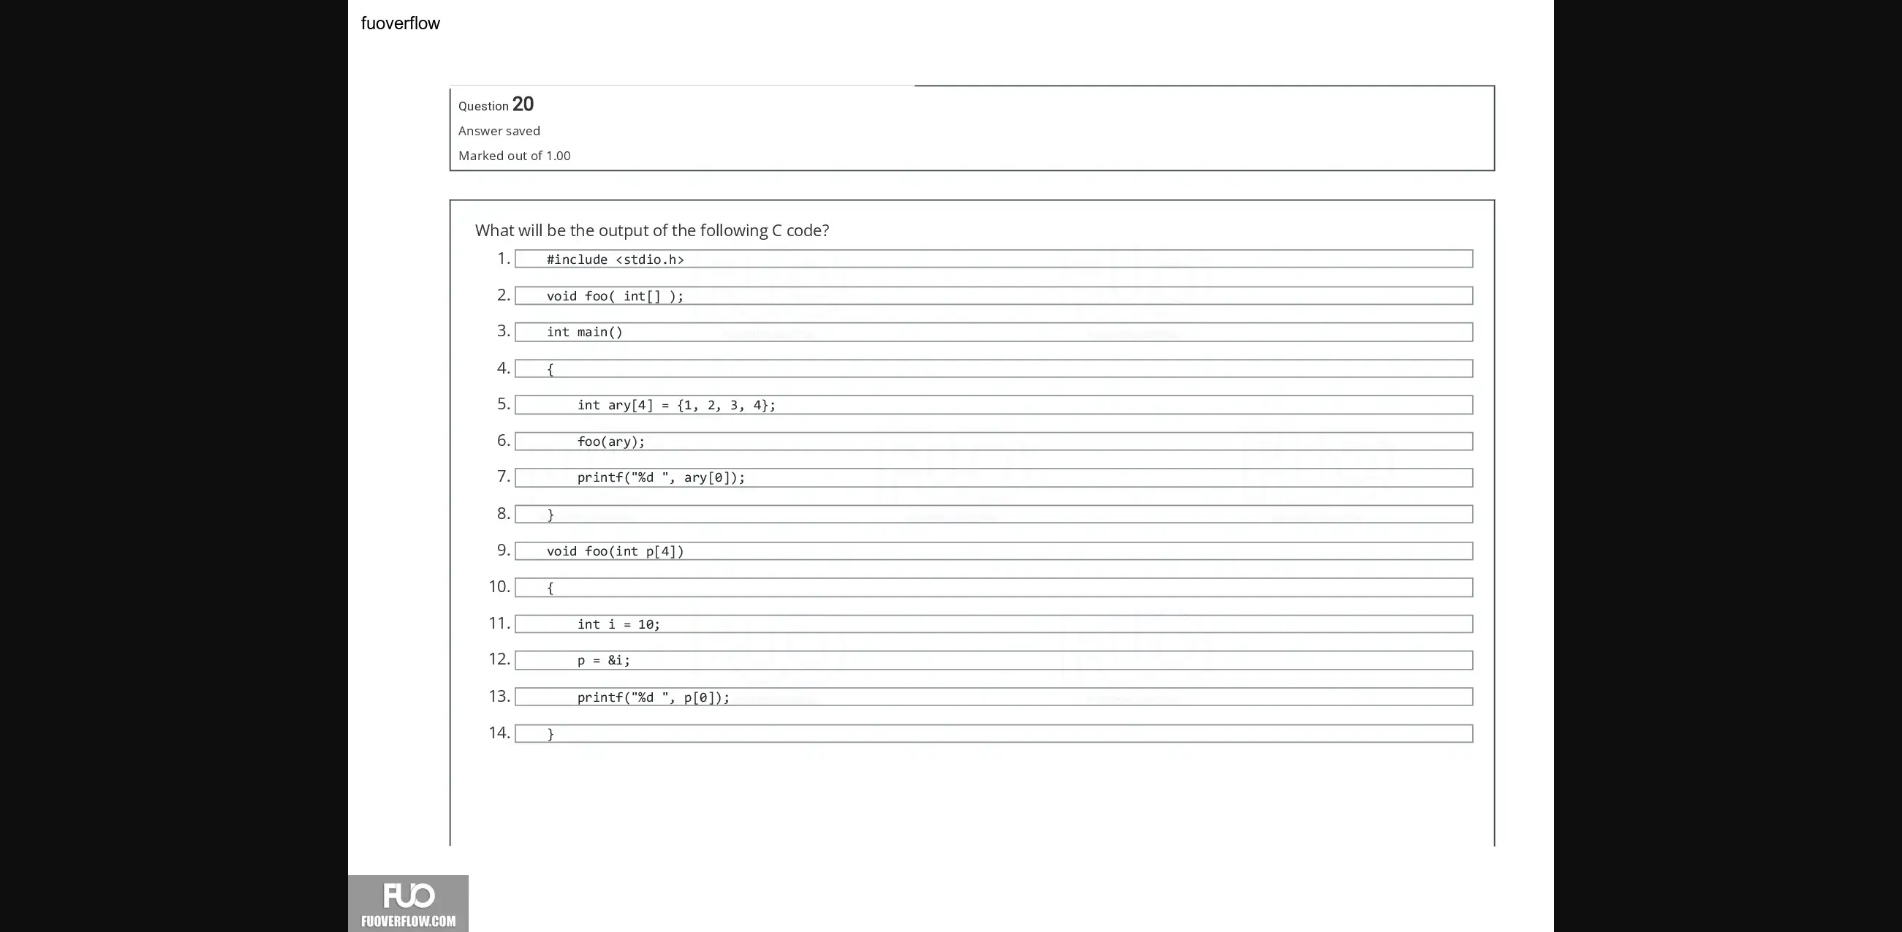 fuoverflow
Question 20
Answer saved
Marked out of 1.00
What will be the output of the following C code?
1. #include <stdio.h>
2. void foo( int[] );
3. int main()
4. {
5. int ary[4] = {1, 2, 3, 4};
6. foo(ary);
7. printf("%d ", ary[0]);
8. }
9. void foo(int p[4])
10. {
11. int i = 10;
12. p = &i;
13. printf("%d ", p[0]);
14. }
FUO
FUOVERFLOW.COM